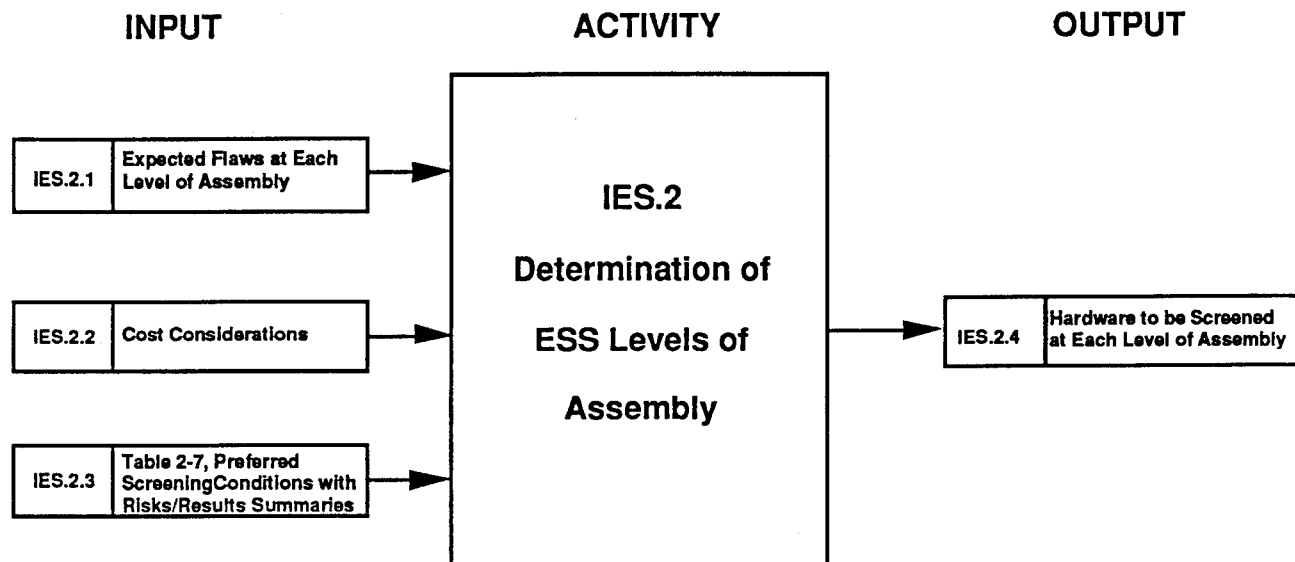 INPUT
ACTIVITY
OUTPUT
IES.2.1
Expected Flaws at Each
Level of Assembly
IES.2.2
Cost Considerations
IES.2.3
Table 2-7, Preferred
ScreeningConditions with
Risks/Results Summaries
IES.2
Determination of
ESS Levels of
Assembly
IES.2.4
Hardware to be Screened
at Each Level of Assembly